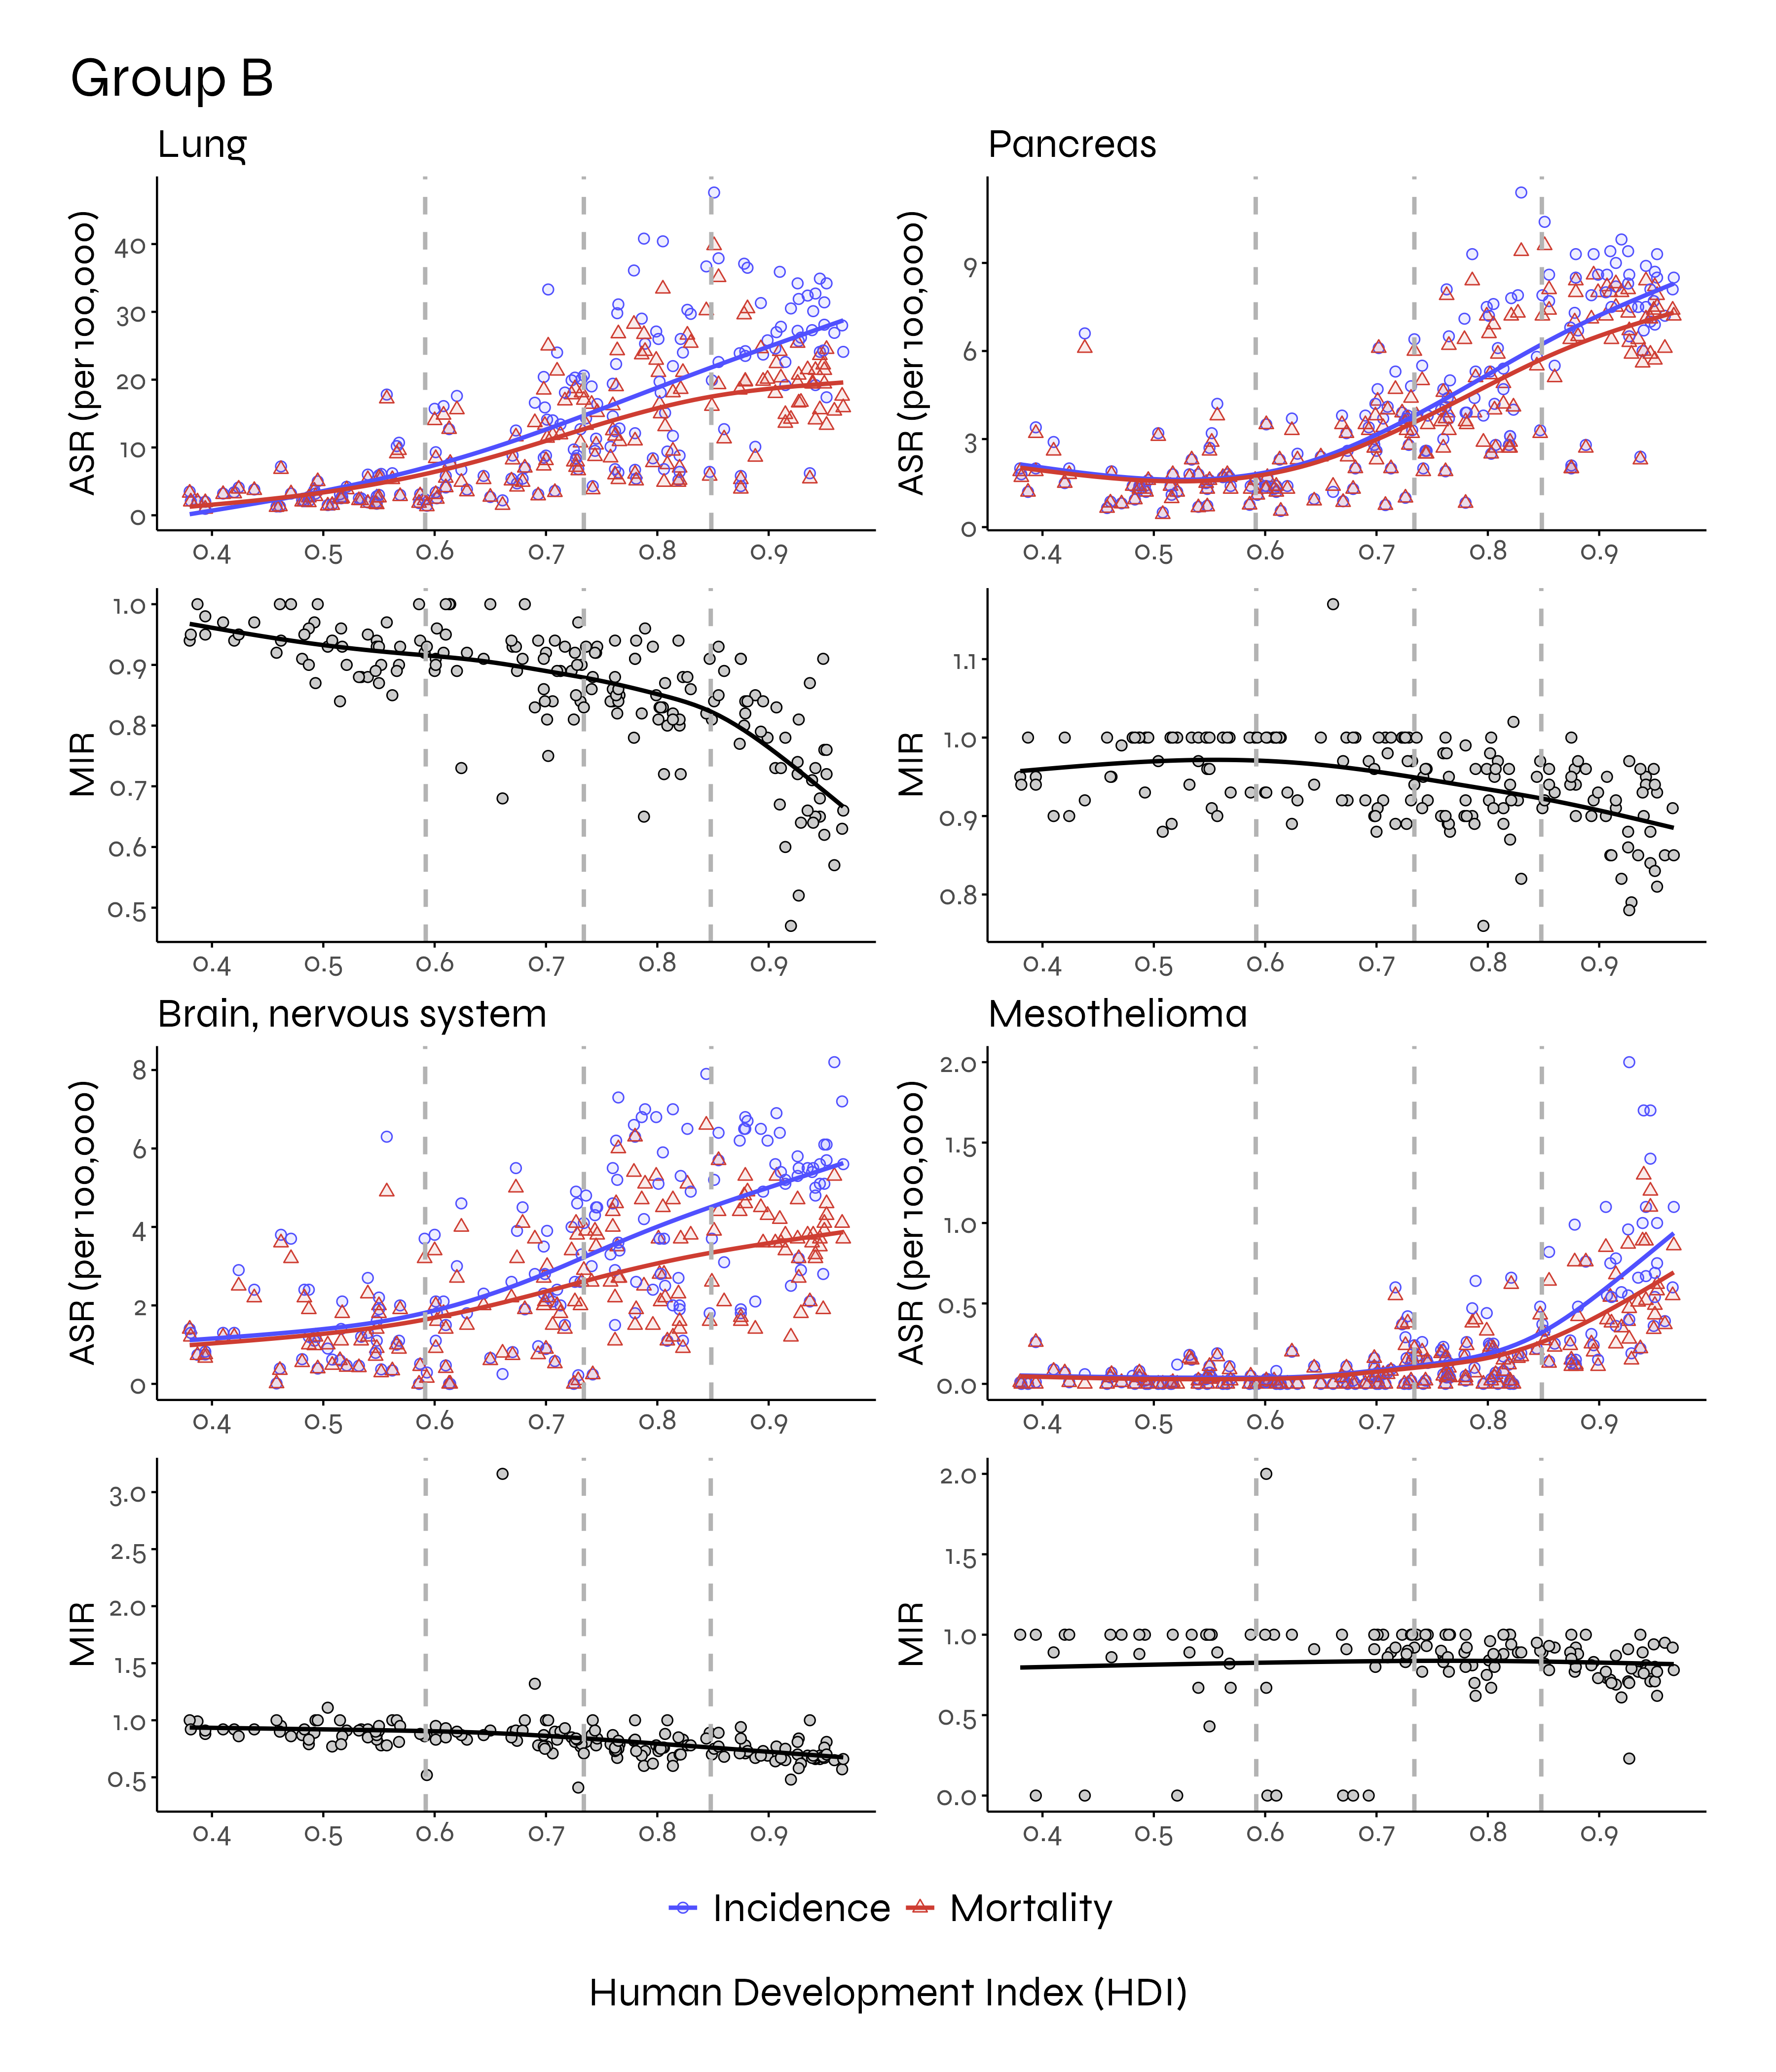 Group B
Lung
Pancreas
ASR (per 100,000)
40
30
20
10
0
0.4 0.5 0.6 0.7 0.8 0.9
ASR (per 100,000)
9
6
3
0
0.4 0.5 0.6 0.7 0.8 0.9
MIR
1.0
0.9
0.8
0.7
0.6
0.5
0.4 0.5 0.6 0.7 0.8 0.9
MIR
1.1
1.0
0.9
0.8
0.4 0.5 0.6 0.7 0.8 0.9
Brain, nervous system
Mesothelioma
ASR (per 100,000)
8
6
4
2
0
0.4 0.5 0.6 0.7 0.8 0.9
ASR (per 100,000)
2.0
1.5
1.0
0.5
0.0
0.4 0.5 0.6 0.7 0.8 0.9
MIR
3.0
2.5
2.0
1.5
1.0
0.5
0.4 0.5 0.6 0.7 0.8 0.9
MIR
2.0
1.5
1.0
0.5
0.0
0.4 0.5 0.6 0.7 0.8 0.9
Incidence Mortality
Human Development Index (HDI)